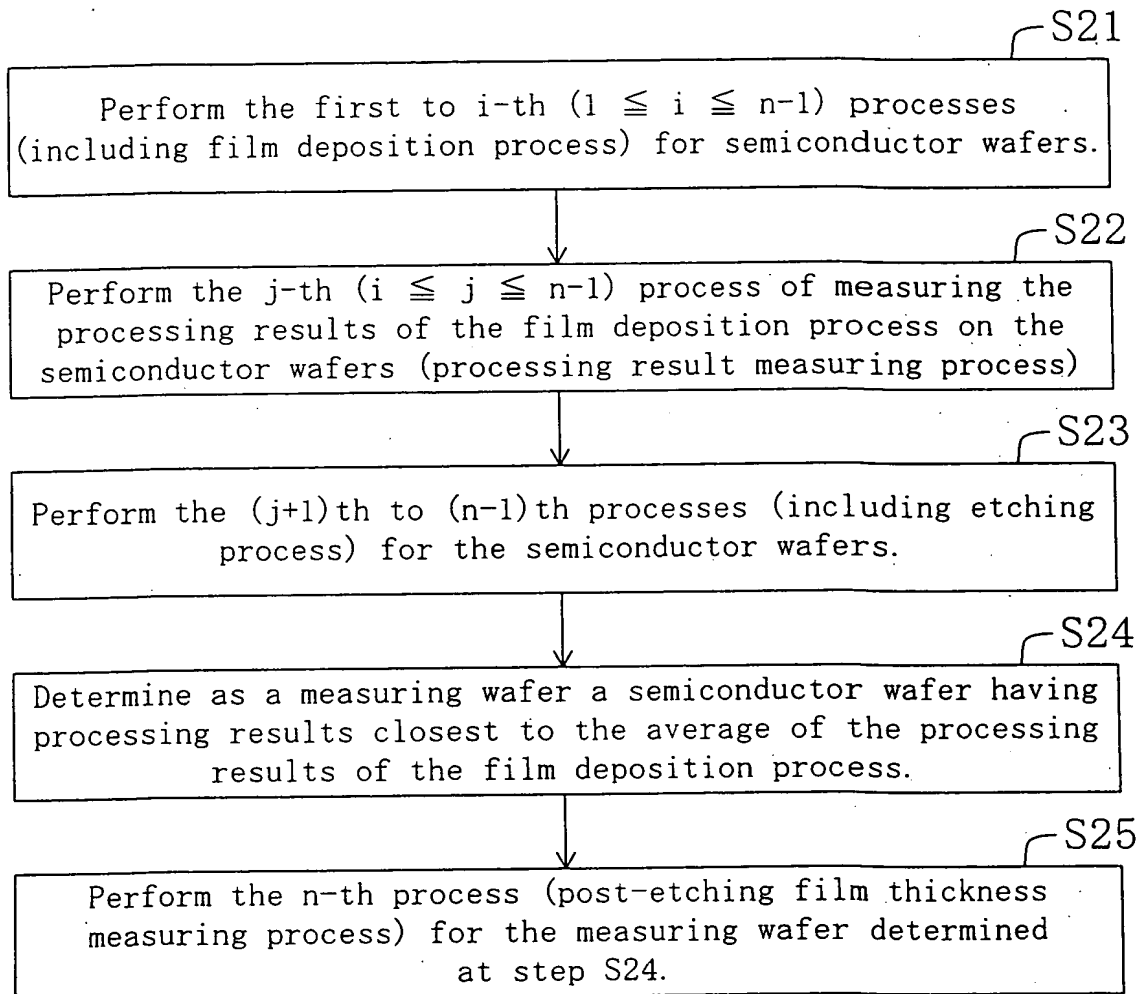 S21
Perform the first to i-th (1 ≦ i ≦ n-1) processes
(including film deposition process) for semiconductor wafers.
S22
Perform the j-th (i ≦ j ≦ n-1) process of measuring the
processing results of the film deposition process on the
semiconductor wafers (processing result measuring process)
S23
Perform the (j+1)th to (n-1)th processes (including etching
process) for the semiconductor wafers.
S24
Determine as a measuring wafer a semiconductor wafer having
processing results closest to the average of the processing
results of the film deposition process.
S25
Perform the n-th process (post-etching film thickness
measuring process) for the measuring wafer determined
at step S24.